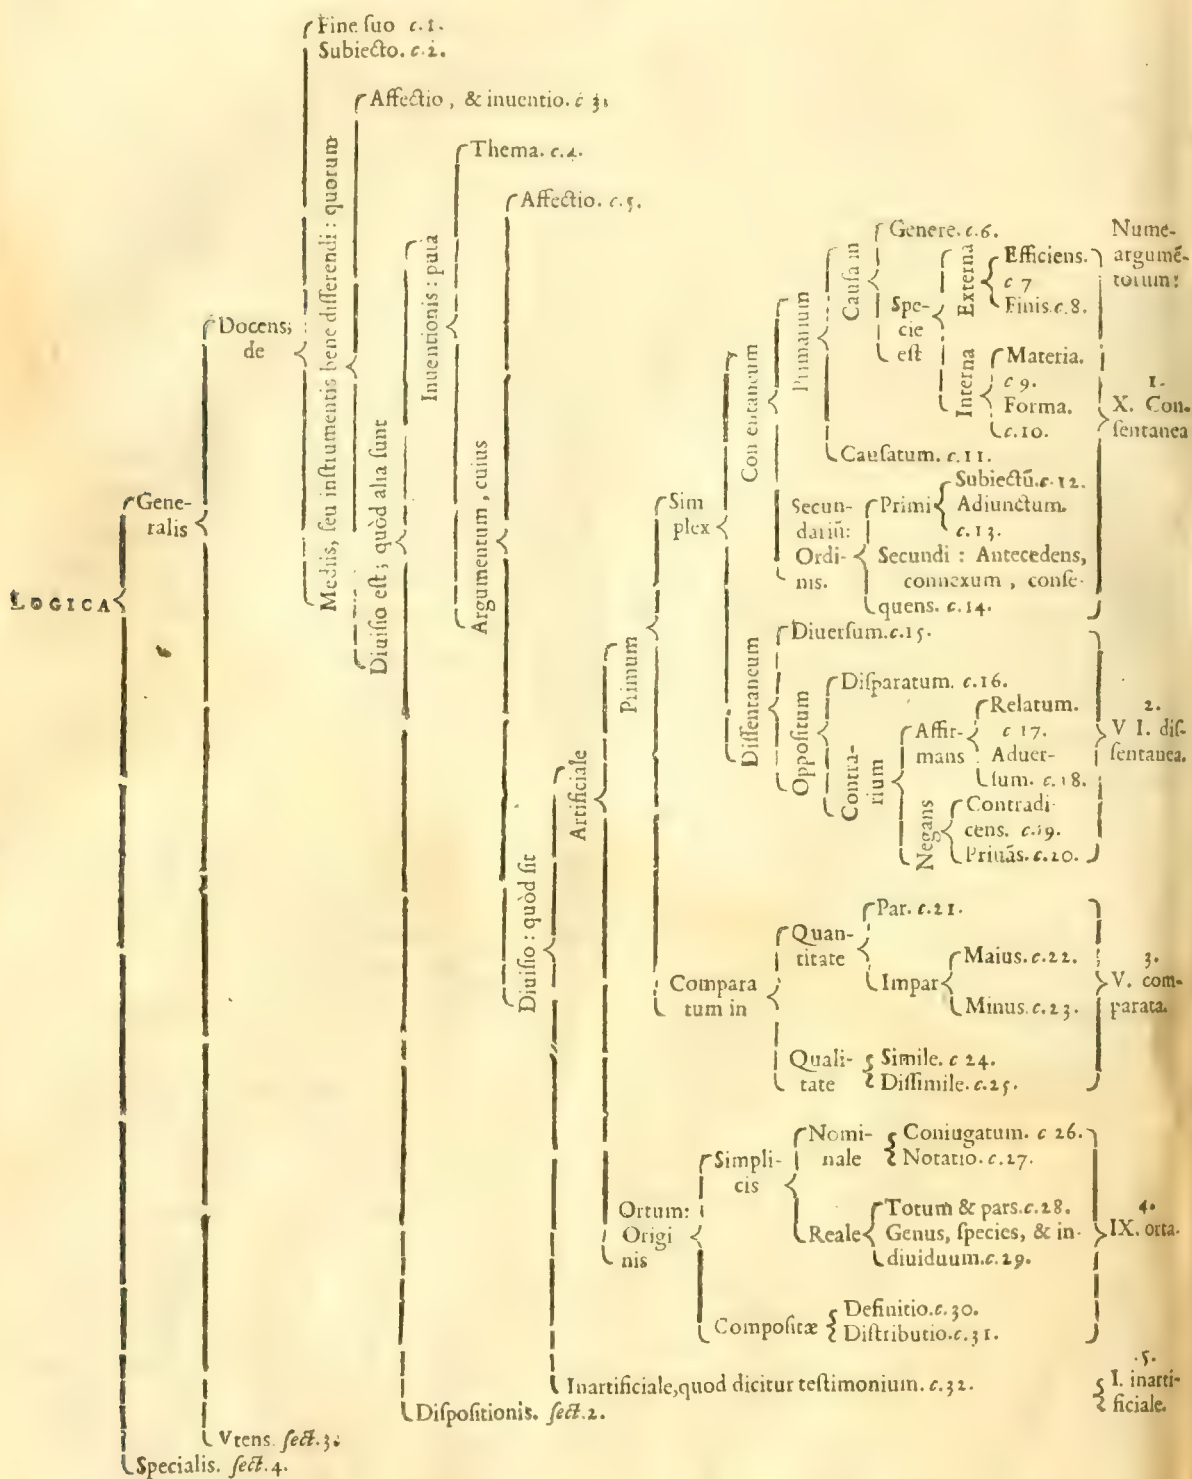 Fine ſuo c. 1.
Subiecto. c. 2.
Affectio, & inuentio. c 3.
Thema. c. 4.
Affectio. c. 5.
Docens;
de
Mediis, ſeu inſtrumentis bene diſſerendi: quorum
Diuiſio eſt; quòd alia ſunt
Inuentionis: puta
Argumentum, cuius
Genere. c. 6.
Cauſa in
Spe-
cie
eſt
Externa
Efficiens.
c 7
Finis. c. 8.
Interna
Materia.
c 9.
Forma.
c. 10.
Primarium
Cauſatum. c. 11.
Conſentaneum
Secun-
dariũ:
Ordi-
nis.
Primi
Subiectũ. c. 12.
Adiunctum.
c. 13.
Secundi : Antecedens,
connexum, conſe-
quens. c. 14.
Nume-
argumẽ-
torum:
1.
X. Con-
ſentanea
LOGICA
Gene-
ralis
Sim
plex
Diſſentaneum
Diuerſum. c. 15.
Oppoſitum
Diſparatum. c. 16.
Contra-
rium
Affir-
mans
Relatum.
c 17.
Aduer-
ſum. c. 18.
Negans
Contradi-
cens. c. 19.
Priuãs. c. 20.
2.
V I. diſ-
ſentanea.
Primum
Artificiale
Diuiſio : quòd ſit
Compara
tum in
Quan-
titate
Par. c. 21.
Impar
Maius. c. 22.
Minus. c. 23.
Quali-
tate
Simile. c 24.
Diſſimile. c. 25.
3.
V. com-
parata.
Ortum:
Origi
nis
Simpli-
cis
Nomi-
nale
Coniugatum. c 26.
Notatio. c. 27.
Reale
Totum & pars. c. 28.
Genus, ſpecies, & in-
diuiduum. c. 29.
Compoſitæ
Definitio. c. 30.
Diſtributio. c. 31.
4.
IX. orta.
Inartificiale, quod dicitur teſtimonium. c. 32.
5.
I. inarti-
ficiale.
Diſpoſitionis. ſect. 2.
Vtens. ſect. 3.
Specialis. ſect. 4.